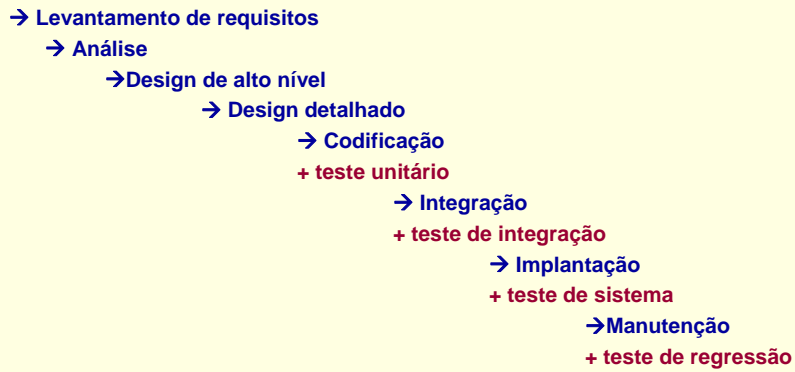 → Levantamento de requisitos
→ Análise
→Design de alto nível
→ Design detalhado
→ Codificação
+ teste unitário
→ Integração
+ teste de integração
→ Implantação
+ teste de sistema
→Manutenção
+ teste de regressão